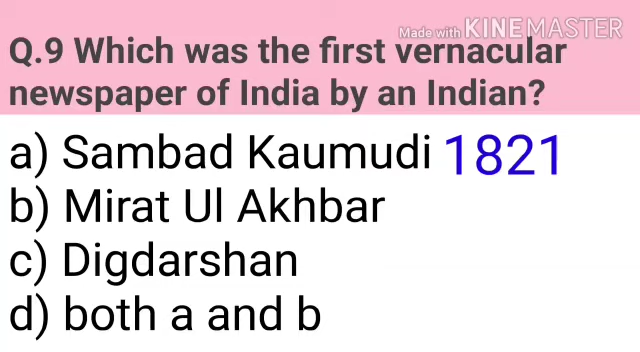 Made with KINEMASTER
Q.9 Which was the first vernacular
newspaper of India by an Indian?
a) Sambad Kaumudi 1821
b) Mirat Ul Akhbar
c) Digdarshan
d) both a and b